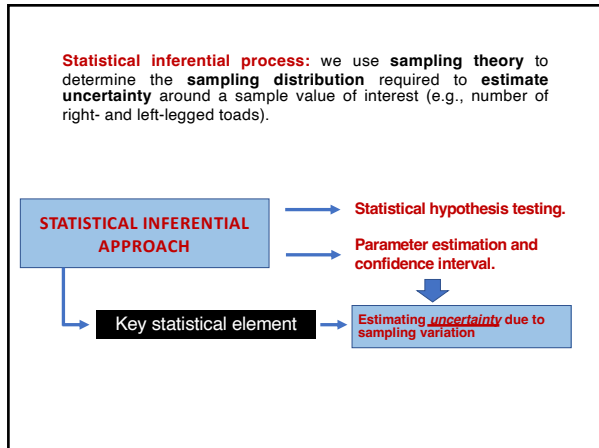 Statistical inferential process: we use sampling theory to
determine the sampling distribution required to estimate
uncertainty around a sample value of interest (e.g., number of
right- and left-legged toads).
STATISTICAL INFERENTIAL
APPROACH
Statistical hypothesis testing.
Parameter estimation and
confidence interval.
Key statistical element
Estimating uncertainty due to
sampling variation